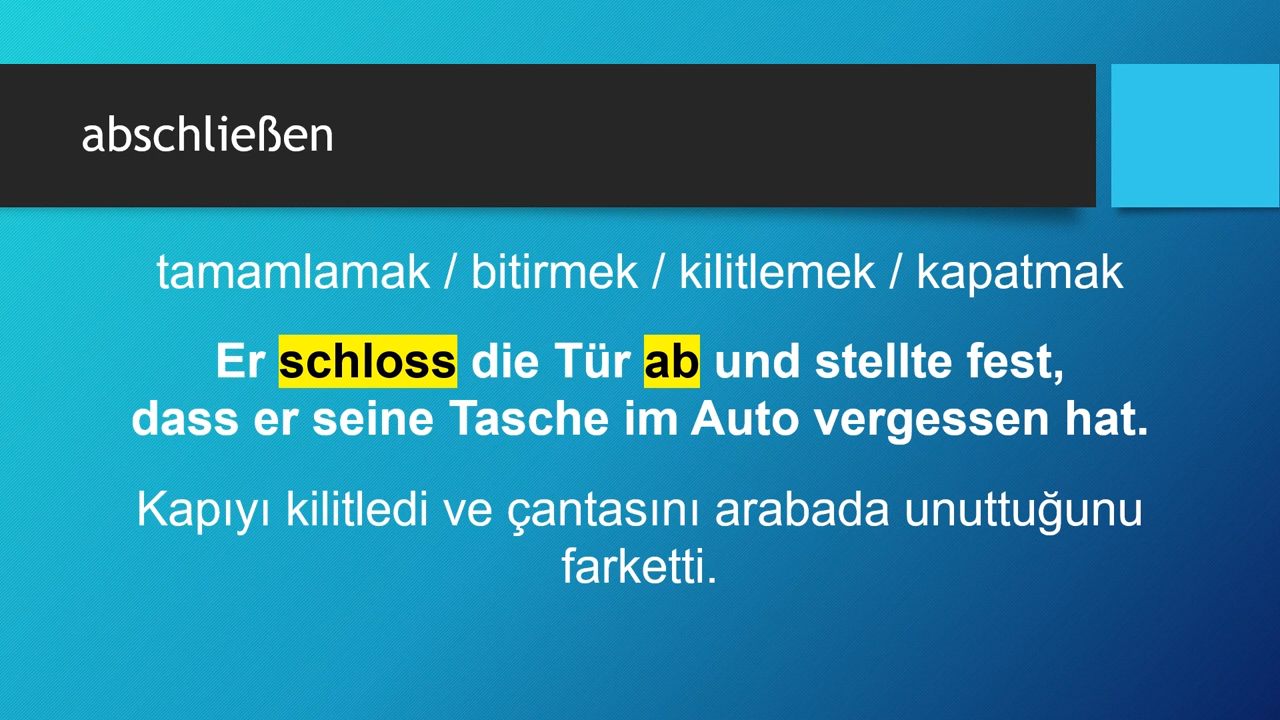 abschließen
tamamlamak / bitirmek / kilitlemek / kapatmak
Er schloss die Tür ab und stellte fest,
dass er seine Tasche im Auto vergessen hat.
Kapıyı kilitledi ve çantasını arabada unuttuğunu
farketti.